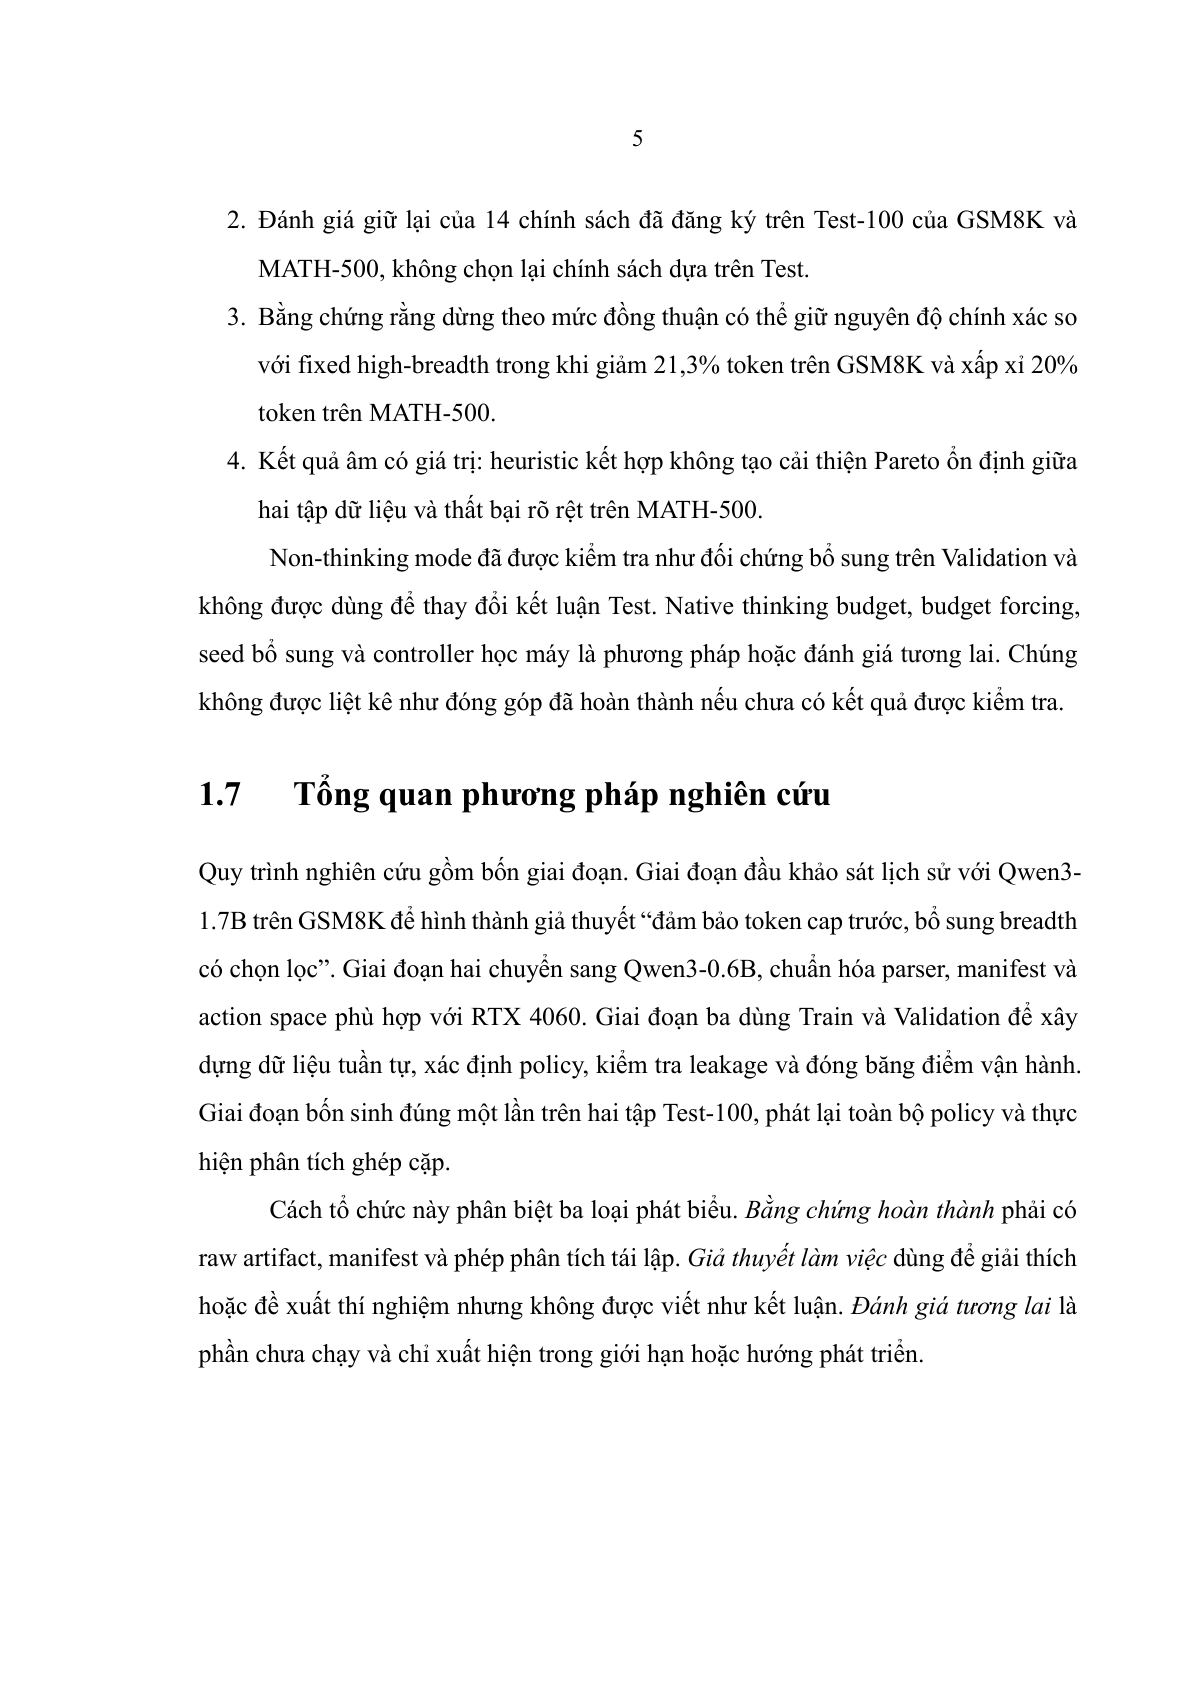 5
2. Đánh giá giữ lại của 14 chính sách đã đăng ký trên Test-100 của GSM8K và
MATH-500, không chọn lại chính sách dựa trên Test.
3. Bằng chứng rằng dừng theo mức đồng thuận có thể giữ nguyên độ chính xác so
với fixed high-breadth trong khi giảm 21,3% token trên GSM8K và xấp xỉ 20%
token trên MATH-500.
4. Kết quả âm có giá trị: heuristic kết hợp không tạo cải thiện Pareto ổn định giữa
hai tập dữ liệu và thất bại rõ rệt trên MATH-500.
Non-thinking mode đã được kiểm tra như đối chứng bổ sung trên Validation và
không được dùng để thay đổi kết luận Test. Native thinking budget, budget forcing,
seed bổ sung và controller học máy là phương pháp hoặc đánh giá tương lai. Chúng
không được liệt kê như đóng góp đã hoàn thành nếu chưa có kết quả được kiểm tra.
1.7 Tổng quan phương pháp nghiên cứu
Quy trình nghiên cứu gồm bốn giai đoạn. Giai đoạn đầu khảo sát lịch sử với Qwen3-
1.7B trên GSM8K để hình thành giả thuyết “đảm bảo token cap trước, bổ sung breadth
có chọn lọc”. Giai đoạn hai chuyển sang Qwen3-0.6B, chuẩn hóa parser, manifest và
action space phù hợp với RTX 4060. Giai đoạn ba dùng Train và Validation để xây
dựng dữ liệu tuần tự, xác định policy, kiểm tra leakage và đóng băng điểm vận hành.
Giai đoạn bốn sinh đúng một lần trên hai tập Test-100, phát lại toàn bộ policy và thực
hiện phân tích ghép cặp.
Cách tổ chức này phân biệt ba loại phát biểu. Bằng chứng hoàn thành phải có
raw artifact, manifest và phép phân tích tái lập. Giả thuyết làm việc dùng để giải thích
hoặc đề xuất thí nghiệm nhưng không được viết như kết luận. Đánh giá tương lai là
phần chưa chạy và chỉ xuất hiện trong giới hạn hoặc hướng phát triển.